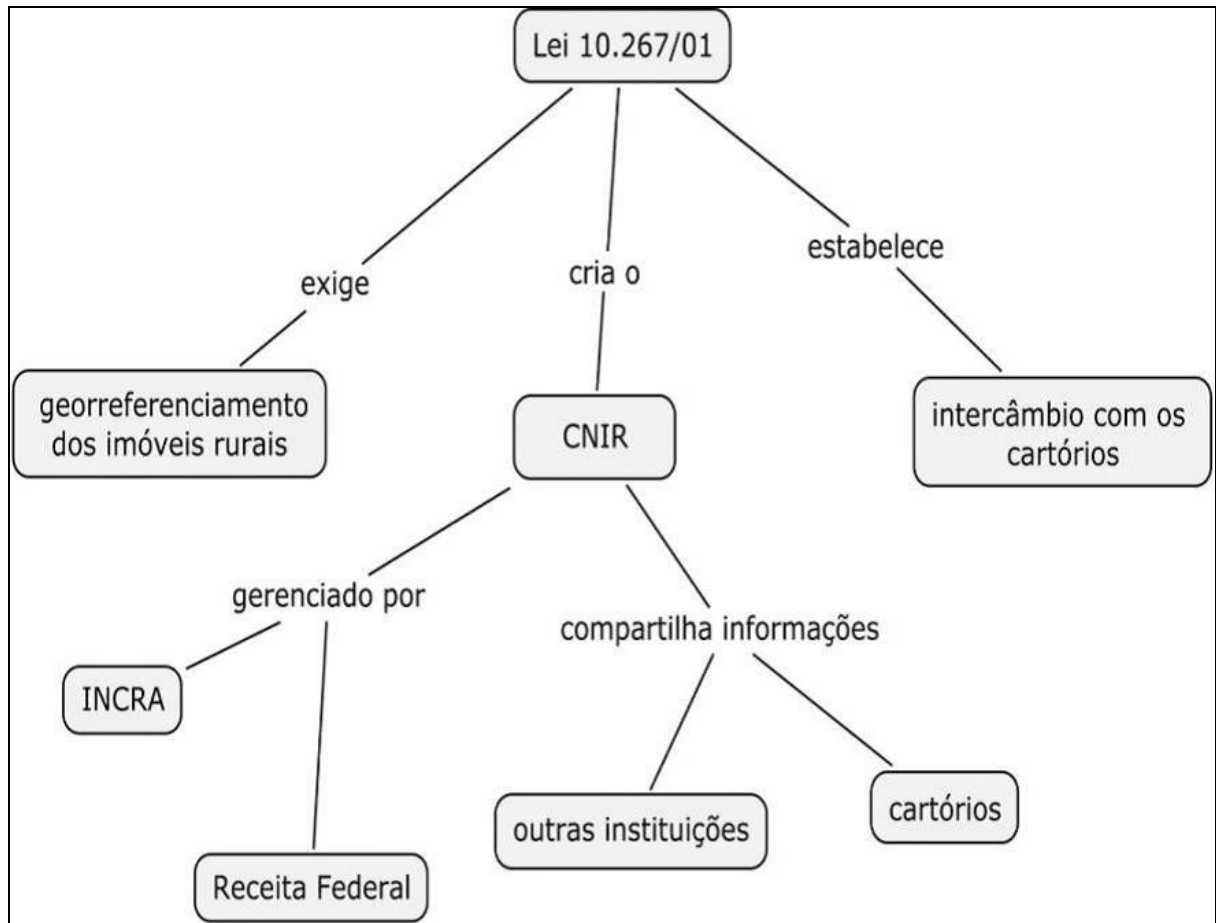 Lei 10.267/01
estabelece
cria o
exige
georreferenciamento
dos imóveis rurais
CNIR
intercâmbio com os
cartórios
gerenciado por
compartilha informações
INCRA
outras instituições
cartórios
Receita Federal